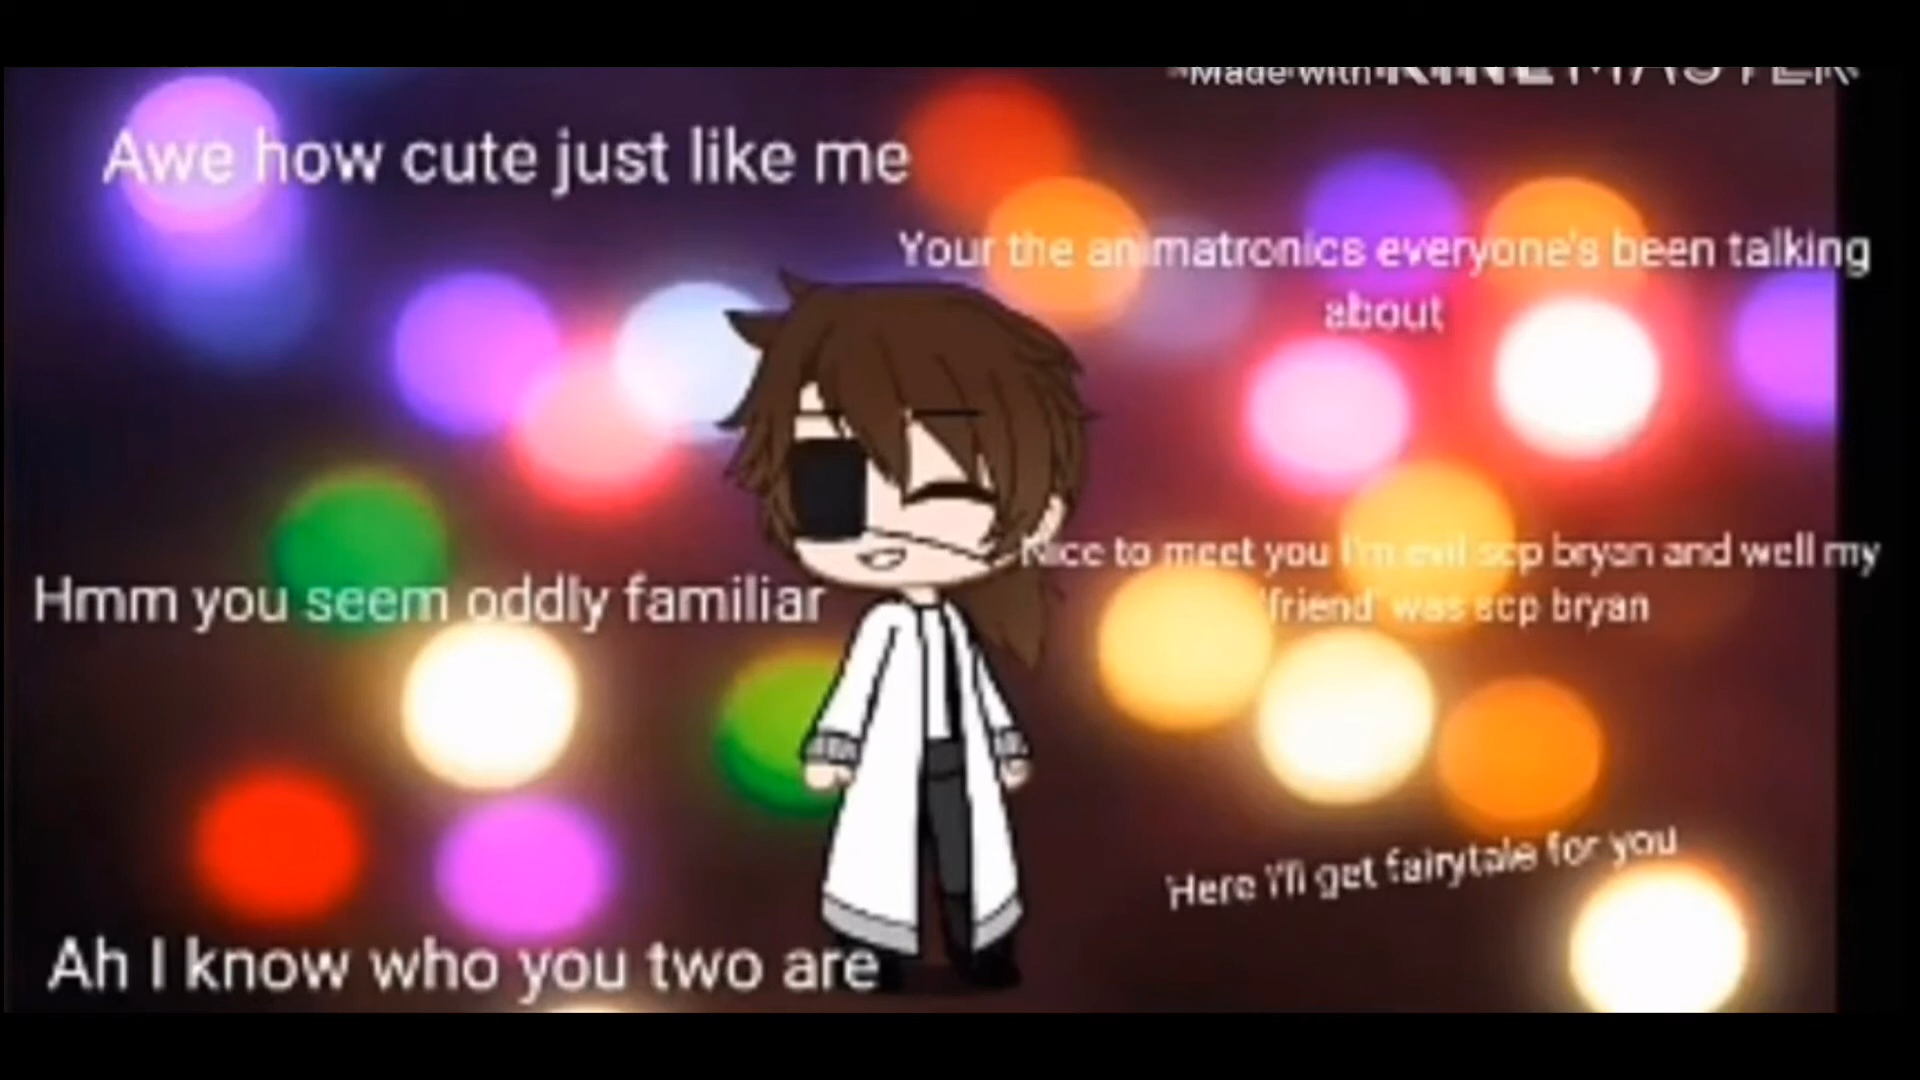 Made with KINEMASTER
Awe how cute just like me
Your the animatronics everyone's been talking
about
Nice to meet you I'm evil scp bryan and well my
'friend' was scp bryan
Hmm you seem oddly familiar
Here I'll get fairytale for you
Ah I know who you two are